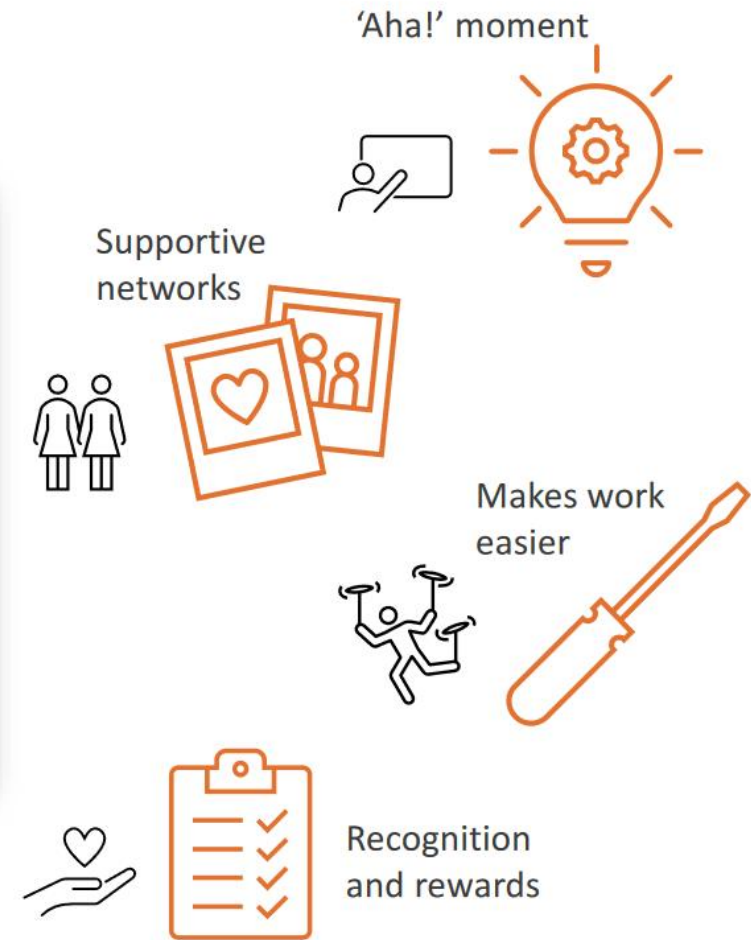 ‘Aha!’ moment
Supportive
networks
Makes work
easier
Recognition
and rewards